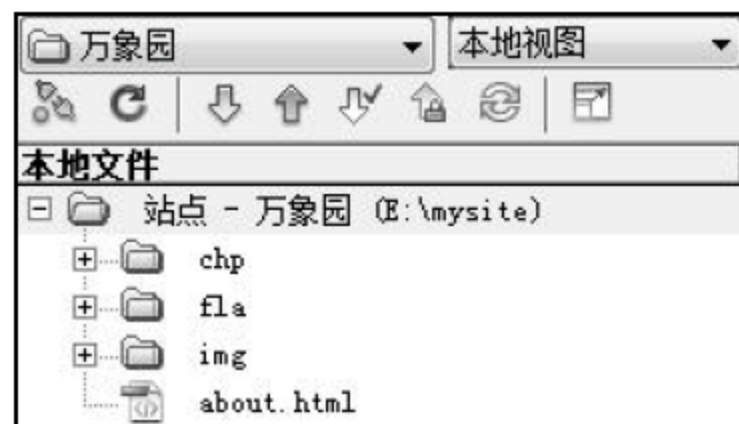 万象园 本地视图
本地文件
站点 - 万象园 (E:\mysite)
chp
fla
img
about.html